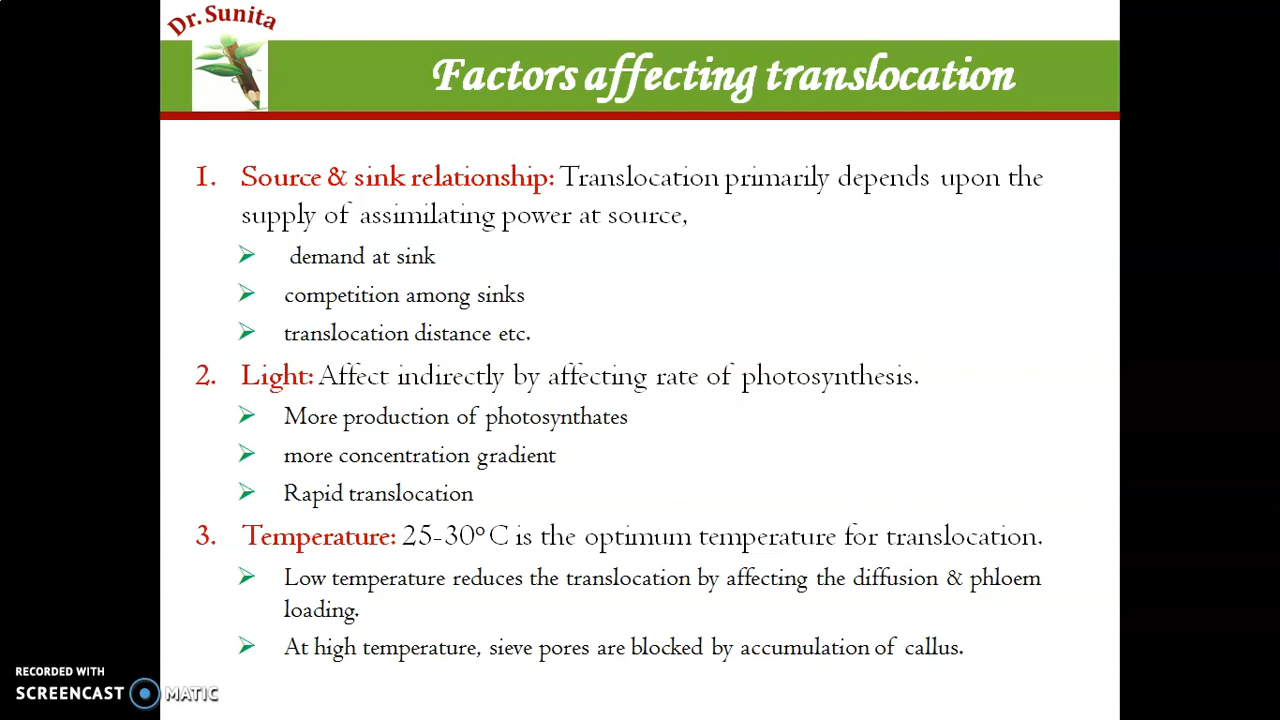 Dr. Sunita
Factors affecting translocation
1. Source & sink relationship: Translocation primarily depends upon the
supply of assimilating power at source,
demand at sink
competition among sinks
translocation distance etc.
2. Light: Affect indirectly by affecting rate of photosynthesis.
More production of photosynthates
more concentration gradient
Rapid translocation
3. Temperature: 25-30° C is the optimum temperature for translocation.
Low temperature reduces the translocation by affecting the diffusion & phloem
loading.
At high temperature, sieve pores are blocked by accumulation of callus.
RECORDED WITH
SCREENCAST MATIC